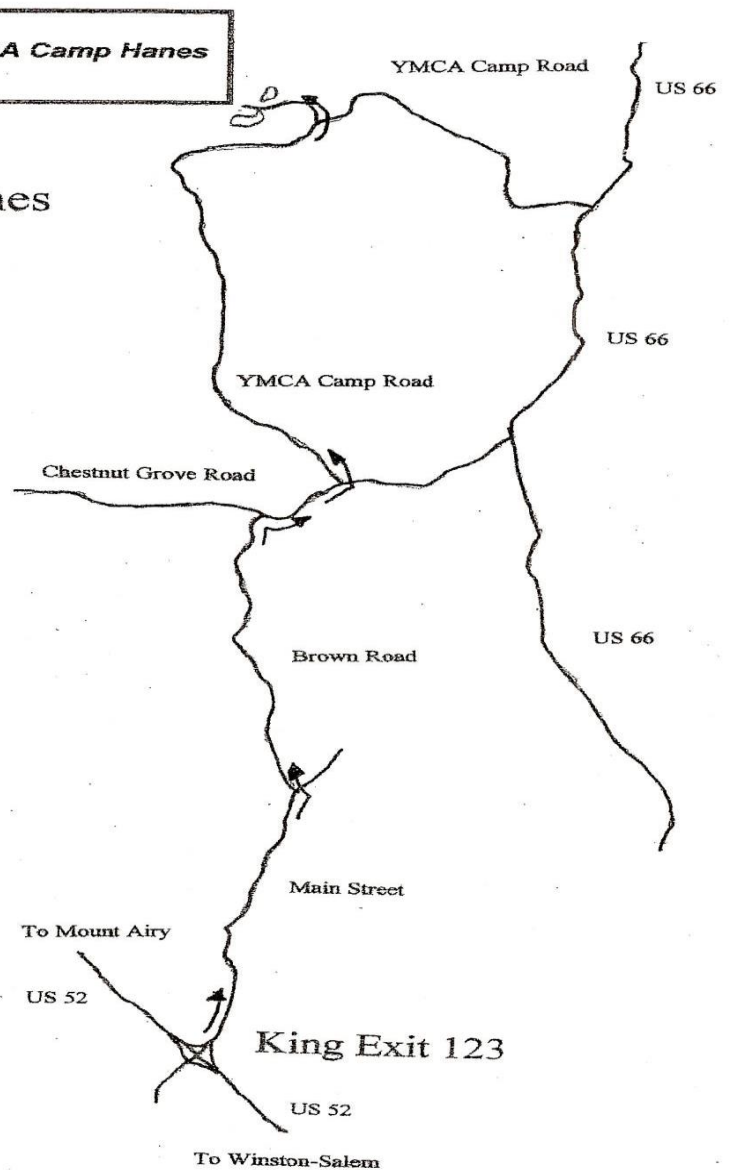 A Camp Hanes
YMCA Camp Road
US 66
US 66
YMCA Camp Road
Chestnut Grove Road
US 66
Brown Road
Main Street
To Mount Airy
US 52
King Exit 123
US 52
To Winston-Salem